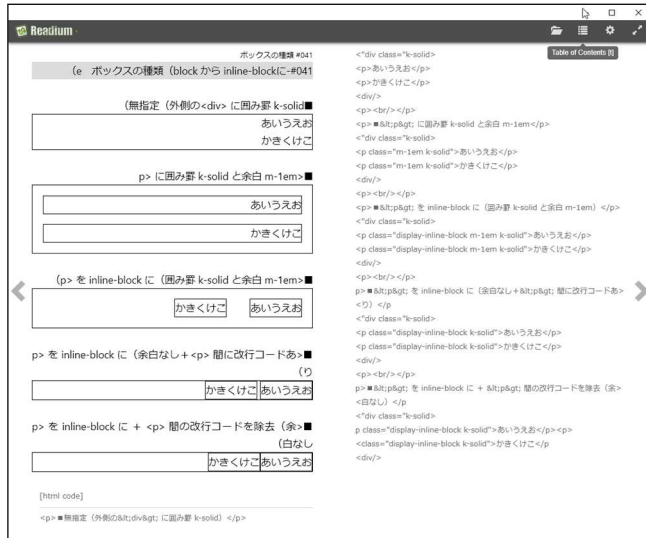 Readium
Table of Contents [t]
ボックスの種類 #041
(e ボックスの種類（block から inline-blockに-#041
(無指定（外側の<div> に囲み罫 k-solid■
あいうえお
かきくけこ
p> に囲み罫 k-solid と余白 m-1em>■
あいうえお
かきくけこ
(p> を inline-block に（囲み罫 k-solid と余白 m-1em>■
かきくけこ あいうえお
p> を inline-block に（余白なし＋<p> 間に改行コードあ>■
(り
かきくけこ あいうえお
p> を inline-block に + <p> 間の改行コードを除去（余>■
(白なし
かきくけこ あいうえお
[html code]
<p>■無指定（外側の&lt;div&gt; に囲み罫 k-solid）</p>
<"div class="k-solid>
<p>あいうえお</p>
<p>かきくけこ</p>
<div/>
<p><br/></p>
<p>■&lt;p&gt; に囲み罫 k-solid と余白 m-1em</p>
<"div class="k-solid>
<p class="m-1em k-solid">あいうえお</p>
<p class="m-1em k-solid">かきくけこ</p>
<div/>
<p><br/></p>
<p>■&lt;p&gt; を inline-block に（囲み罫 k-solid と余白 m-1em）</p>
<"div class="k-solid>
<p class="display-inline-block m-1em k-solid">あいうえお</p>
<p class="display-inline-block m-1em k-solid">かきくけこ</p>
<div/>
<p><br/></p>
p>■&lt;p&gt; を inline-block に（余白なし＋&lt;p&gt; 間に改行コードあ>
<り）</p
<"div class="k-solid>
<p class="display-inline-block k-solid">あいうえお</p>
<p class="display-inline-block k-solid">かきくけこ</p>
<div/>
<p><br/></p>
p>■&lt;p&gt; を inline-block に + &lt;p&gt; 間の改行コードを除去（余>
<白なし）</p
<"div class="k-solid>
p class="display-inline-block k-solid">あいうえお</p><p>
<class="display-inline-block k-solid">かきくけこ</p
<div/>